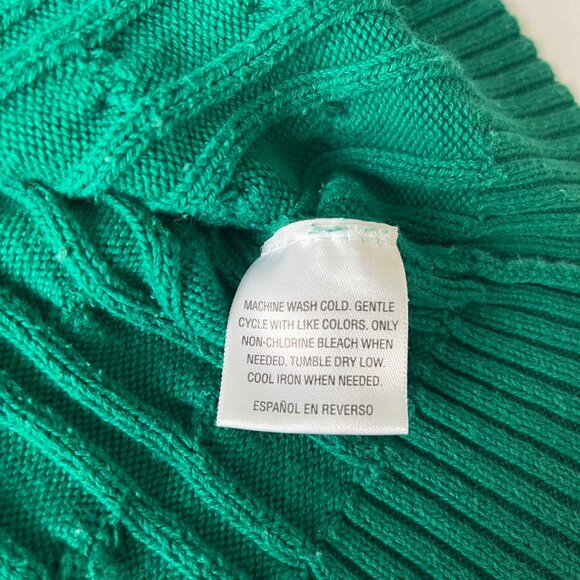 MACHINE WASH COLD. GENTLE
CYCLE WITH LIKE COLORS. ONLY
NON-CHLORINE BLEACH WHEN
NEEDED. TUMBLE DRY LOW.
COOL IRON WHEN NEEDED.
ESPAÑOL EN REVERSO